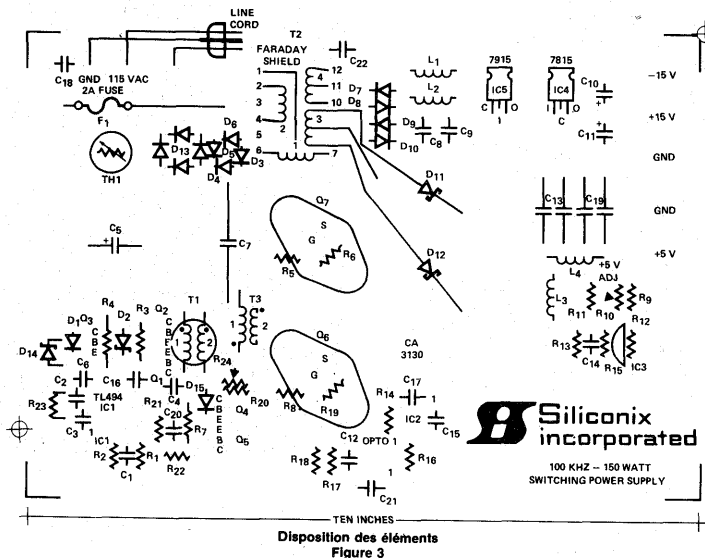 LINE
CORD
T2
FARADAY
SHIELD
C22
L1
7915
7815
C18
GND 115 VAC
2A FUSE
F1
1
2
3
4
5
6
12
4
11
10
2
3
1
7
D7
D8
D9
D10
L2
C8
C9
IC5
C O
I
IC4
I O
C
C10
+
C11
+
-15 V
+15 V
GND
GND
+5 V
TH1
D13
D6
D5
D3
D4
D11
D12
C5
+
C7
Q7
S
G
R5
R6
C13
C19
L4
+5 V
ADJ
L3
R11
R10
R9
R12
R13
C14
R15
IC3
D14
D1
Q3
C
B
E
R4
D2
R3
Q2
C
B
E
E
B
C
T1
1
2
T3
1
2
R24
Q6
S
G
R8
R19
CA
3130
C6
C2
C16
Q1
C4
D15
R20
R23
TL494
IC1
C3
1
IC1
R2
C1
R1
R21
C20
R7
R22
C
B
E
E
B
C
Q4
Q5
C17
1
R14
IC2
C15
OPTO 1
C12
R18
R17
1
R16
C21
Siliconix
incorporated
100 KHZ – 150 WATT
SWITCHING POWER SUPPLY
TEN INCHES
Disposition des éléments
Figure 3